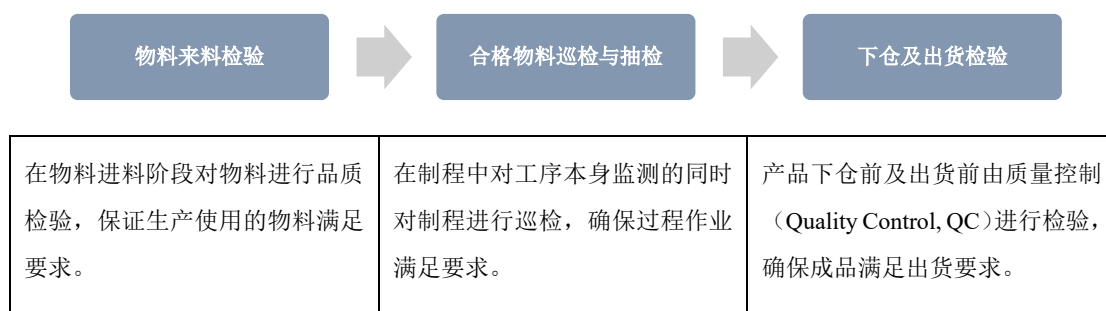 物料来料检验
合格物料巡检与抽检
下仓及出货检验
在物料进料阶段对物料进行品质
检验，保证生产使用的物料满足
要求。
在制程中对工序本身监测的同时
对制程进行巡检，确保过程作业
满足要求。
产品下仓前及出货前由质量控制
（Quality Control, QC）进行检验，
确保成品满足出货要求。